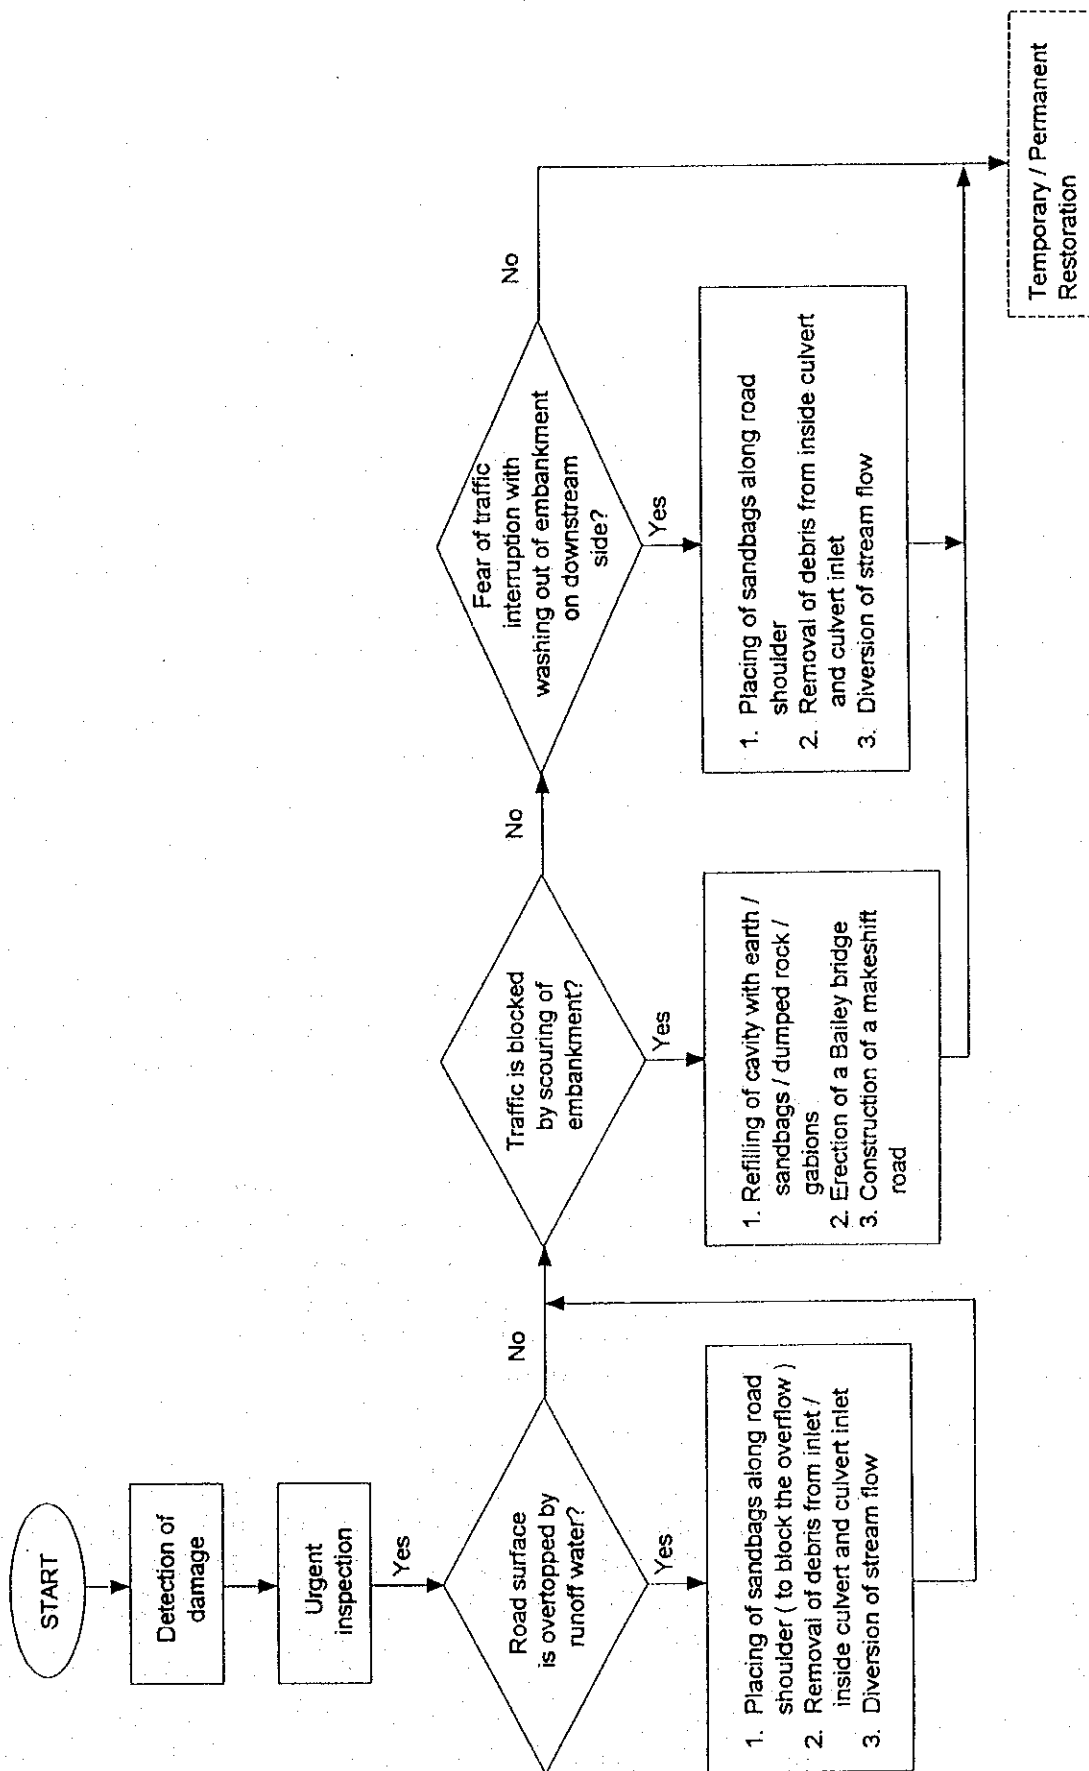 START
Detection of
damage
Urgent
inspection
Yes
Road surface
is overtopped by
runoff water?
Yes
1. Placing of sandbags along road
shoulder ( to block the overflow )
2. Removal of debris from inlet /
inside culvert and culvert inlet
3. Diversion of stream flow
No
Traffic is blocked
by scouring of
embankment?
Yes
1. Refilling of cavity with earth /
sandbags / dumped rock /
gabions
2. Erection of a Bailey bridge
3. Construction of a makeshift
road
No
Fear of traffic
interruption with
washing out of embankment
on downstream
side?
Yes
1. Placing of sandbags along road
shoulder
2. Removal of debris from inside culvert
and culvert inlet
3. Diversion of stream flow
No
Temporary / Permanent
Restoration